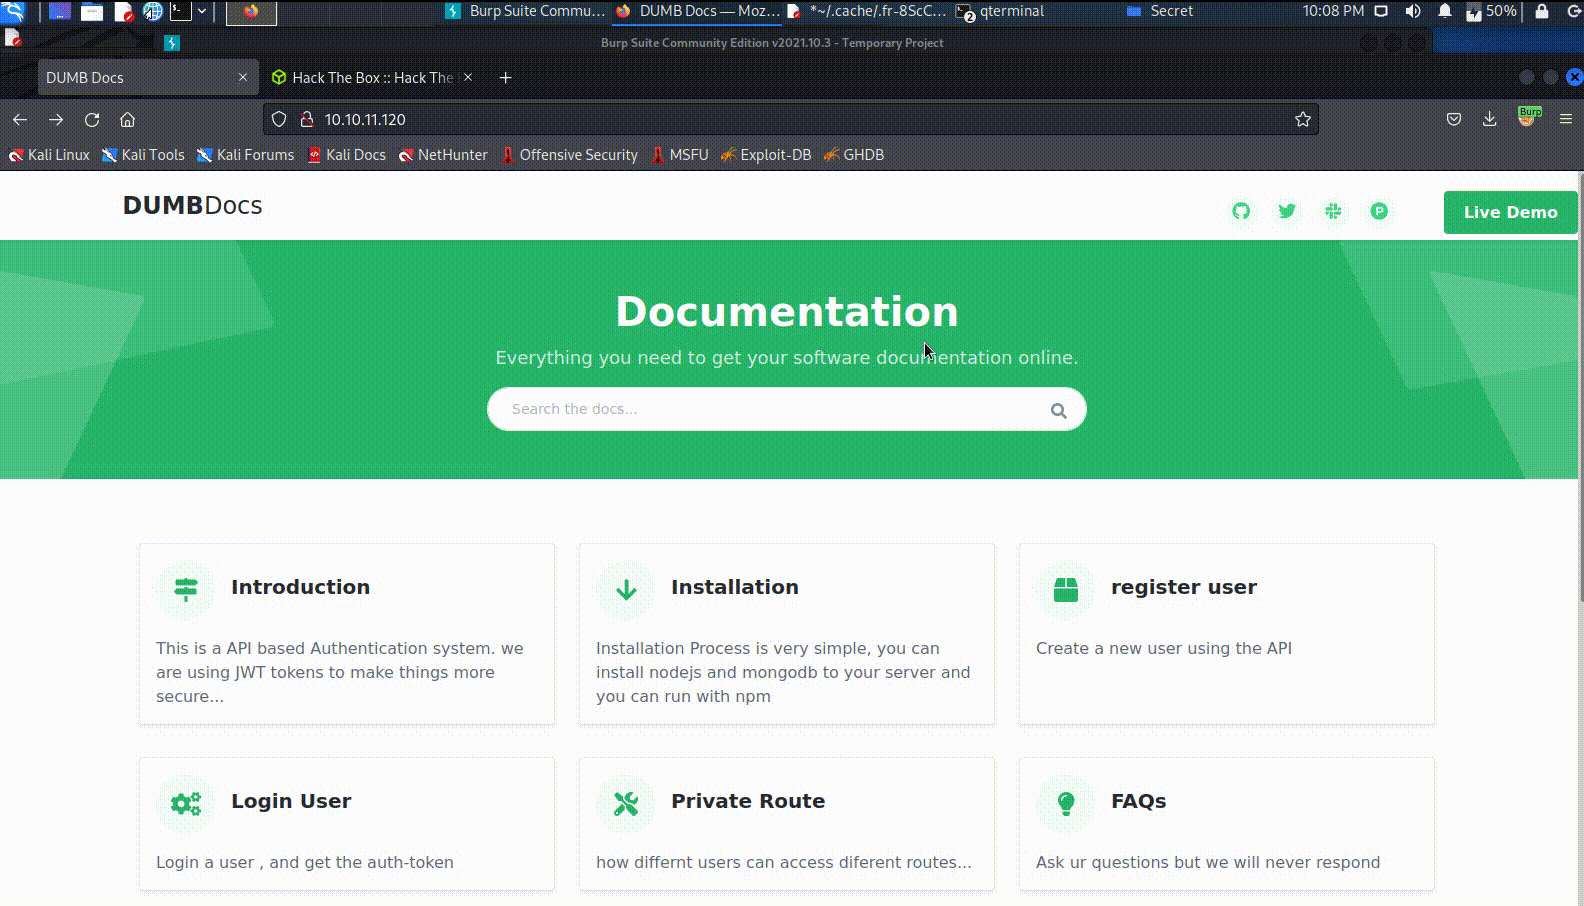 Burp Suite Commu... DUMB Docs — Moz... *~/.cache/.fr-8ScC... 2 qterminal Secret 10:08 PM 50%
Burp Suite Community Edition v2021.10.3 - Temporary Project
DUMB Docs Hack The Box :: Hack The
10.10.11.120 Burp
Kali Linux Kali Tools Kali Forums Kali Docs NetHunter Offensive Security MSFU Exploit-DB GHDB
DUMBDocs Live Demo
Documentation
Everything you need to get your software documentation online.
Search the docs...
Introduction
This is a API based Authentication system. we
are using JWT tokens to make things more
secure...
Installation
Installation Process is very simple, you can
install nodejs and mongodb to your server and
you can run with npm
register user
Create a new user using the API
Login User
Login a user , and get the auth-token
Private Route
how differnt users can access diferent routes...
FAQs
Ask ur questions but we will never respond